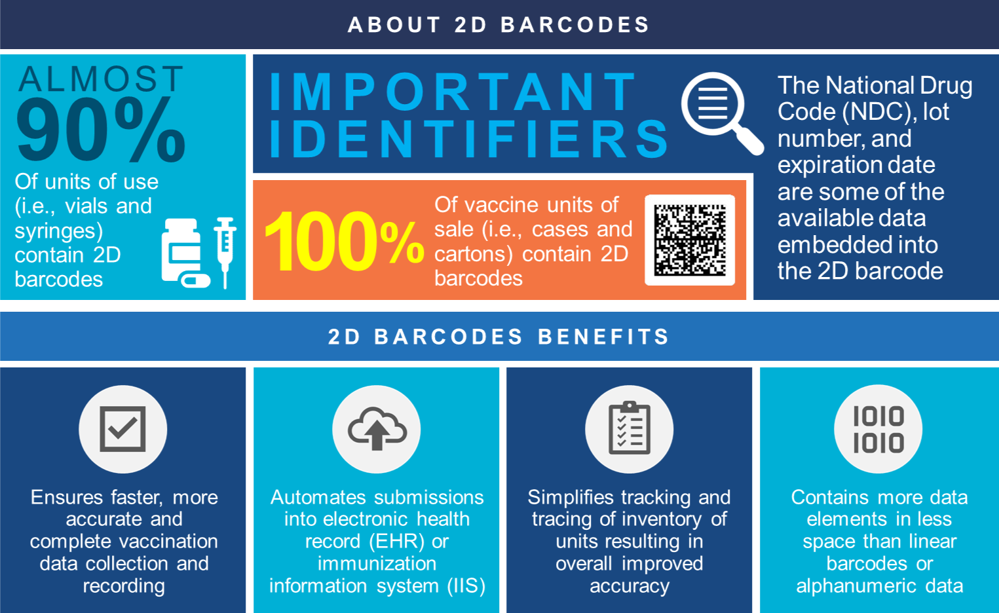 ABOUT 2D BARCODES
ALMOST
90%
Of units of use
(i.e., vials and
syringes)
contain 2D
barcodes
IMPORTANT
IDENTIFIERS
The National Drug
Code (NDC), lot
number, and
expiration date
are some of the
available data
embedded into
the 2D barcode
100%
Of vaccine units of
sale (i.e., cases and
cartons) contain 2D
barcodes
2D BARCODES BENEFITS
Ensures faster, more
accurate and
complete vaccination
data collection and
recording
Automates submissions
into electronic health
record (EHR) or
immunization
information system (IIS)
Simplifies tracking and
tracing of inventory of
units resulting in
overall improved
accuracy
1010
1010
Contains more data
elements in less
space than linear
barcodes or
alphanumeric data